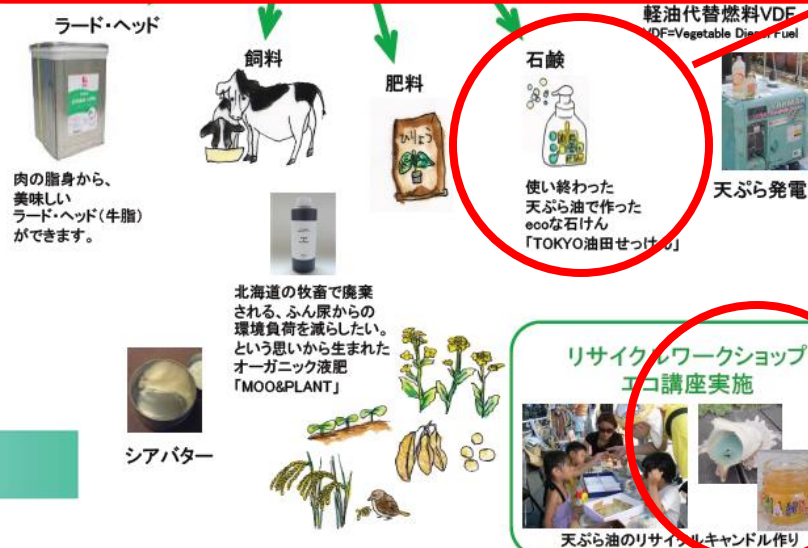 ラード・ヘッド
肉の脂身から、
美味しい
ラード・ヘッド(牛脂)
ができます。
飼料
肥料
ひりょう
石鹸
使い終わった
天ぷら油で作った
ecoな石けん
「TOKYO油田せっけん」
軽油代替燃料VDF
VDF=Vegetable Diesel Fuel
天ぷら発電
北海道の牧畜で廃棄
される、ふん尿からの
環境負荷を減らしたい。
という思いから生まれた
オーガニック液肥
「MOO&PLANT」
シアバター
リサイクルワークショップ
エコ講座実施
天ぷら油のリサイクルキャンドル作り